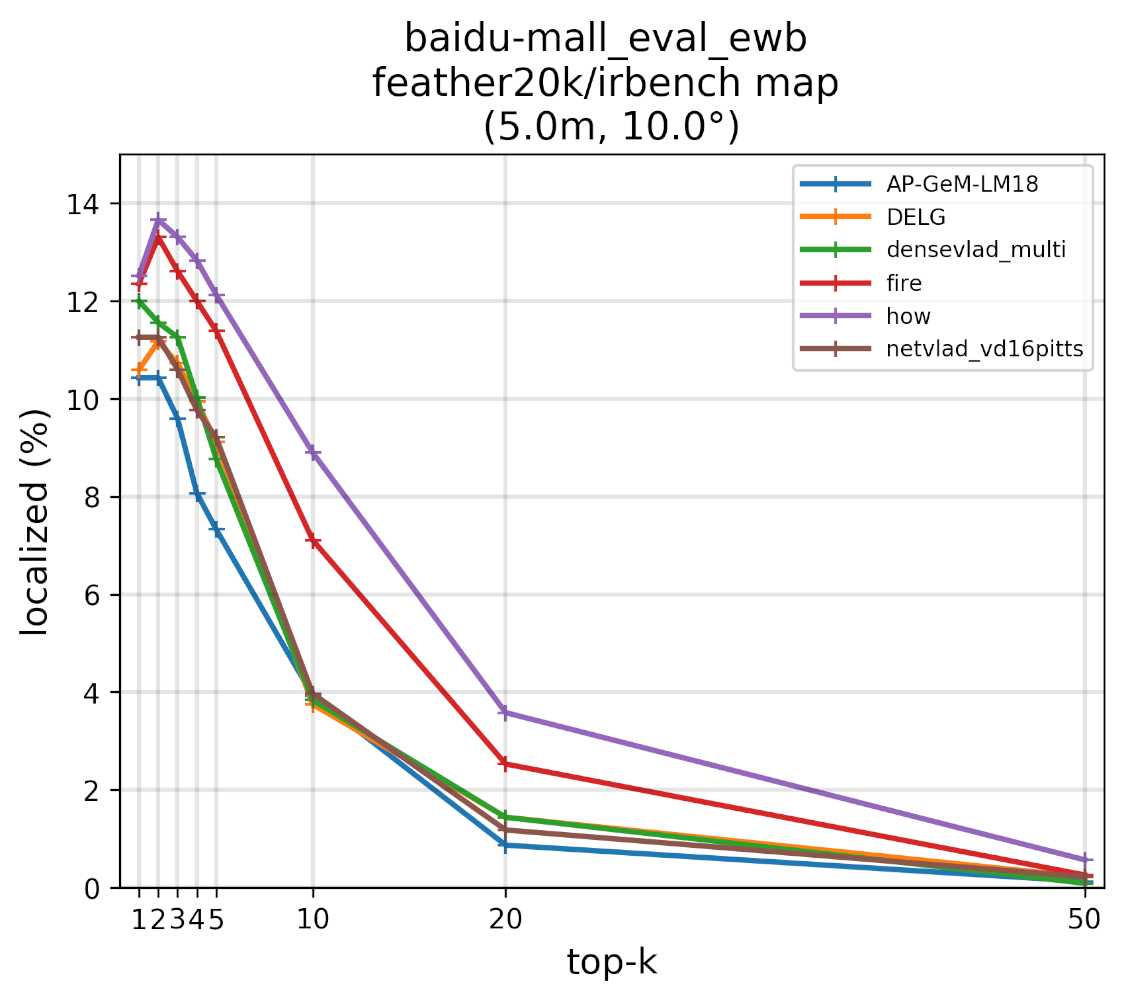 baidu-mall_eval_ewb
feather20k/irbench map
(5.0m, 10.0°)
AP-GeM-LM18
DELG
densevlad_multi
fire
how
netvlad_vd16pitts
localized (%)
14
12
10
8
6
4
2
0
1 2 3 4 5 10 20 50
top-k